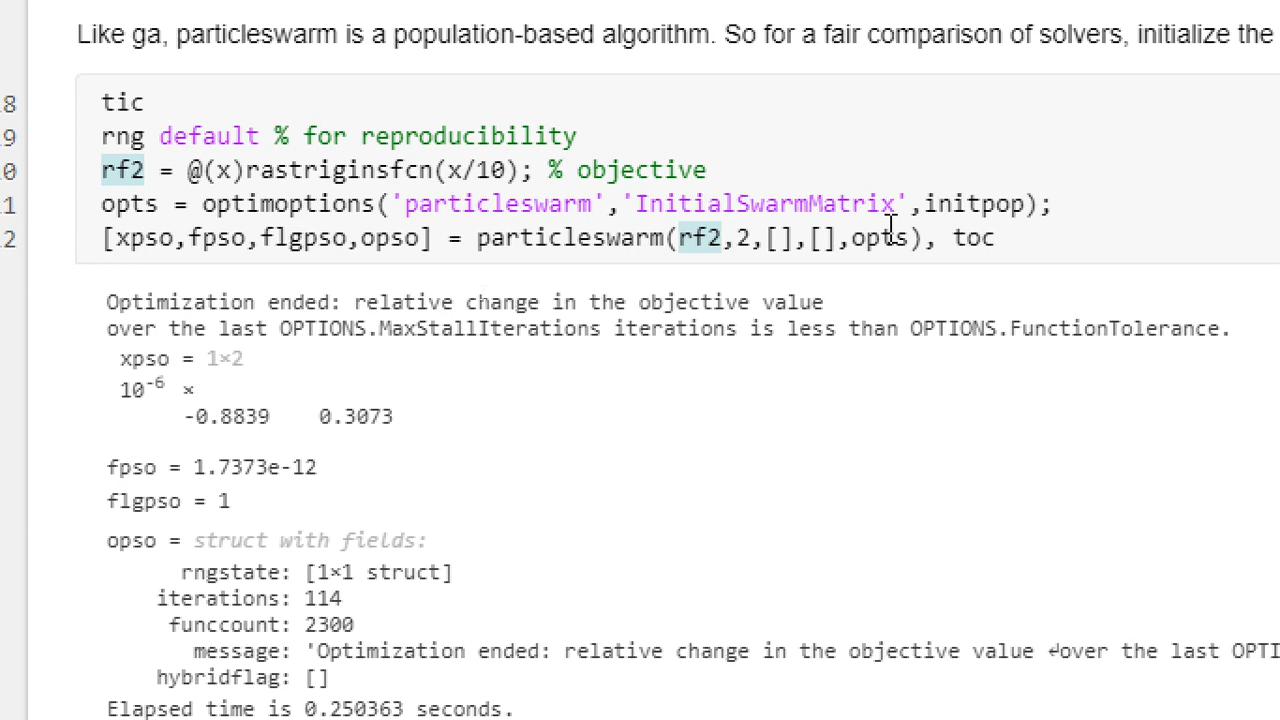 Like ga, particleswarm is a population-based algorithm. So for a fair comparison of solvers, initialize the
8 tic
9 rng default % for reproducibility
0 rf2 = @(x)rastriginsfcn(x/10); % objective
1 opts = optimoptions('particleswarm','InitialSwarmMatrix',initpop);
2 [xpso,fpso,flgpso,opso] = particleswarm(rf2,2,[],[],opts), toc
Optimization ended: relative change in the objective value
over the last OPTIONS.MaxStallIterations iterations is less than OPTIONS.FunctionTolerance.
xpso = 1×2
10-6 ×
-0.8839 0.3073
fpso = 1.7373e-12
flgpso = 1
opso = struct with fields:
rngstate: [1×1 struct]
iterations: 114
funccount: 2300
message: 'Optimization ended: relative change in the objective value ↵over the last OPTI
hybridflag: []
Elapsed time is 0.250363 seconds.